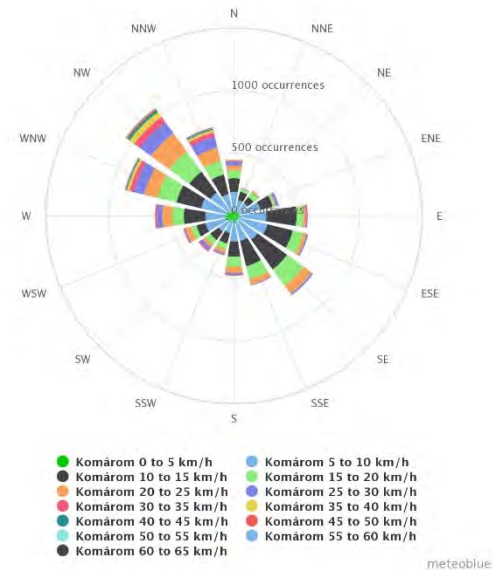 N
NNW
NNE
NW
NE
1000 occurrences
WNW
ENE
500 occurrences
0 occurrences
W
E
WSW
ESE
SW
SE
SSW
SSE
S
Komárom 0 to 5 km/h
Komárom 5 to 10 km/h
Komárom 10 to 15 km/h
Komárom 15 to 20 km/h
Komárom 20 to 25 km/h
Komárom 25 to 30 km/h
Komárom 30 to 35 km/h
Komárom 35 to 40 km/h
Komárom 40 to 45 km/h
Komárom 45 to 50 km/h
Komárom 50 to 55 km/h
Komárom 55 to 60 km/h
Komárom 60 to 65 km/h
meteoblue